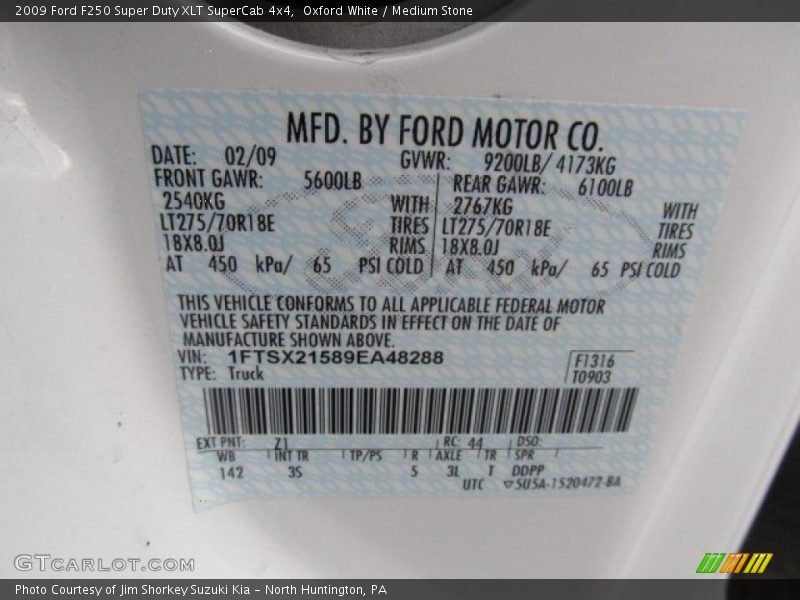 2009 Ford F250 Super Duty XLT SuperCab 4x4, Oxford White / Medium Stone
MFD. BY FORD MOTOR CO.
DATE: 02/09 GVWR: 9200LB/ 4173KG
FRONT GAWR: 5600LB REAR GAWR: 6100LB
2540KG WITH 2767KG WITH
LT275/70R18E TIRES LT275/70R18E TIRES
18X8.0J RIMS 18X8.0J RIMS
AT 450 kPa/ 65 PSI COLD AT 450 kPa/ 65 PSI COLD
THIS VEHICLE CONFORMS TO ALL APPLICABLE FEDERAL MOTOR
VEHICLE SAFETY STANDARDS IN EFFECT ON THE DATE OF
MANUFACTURE SHOWN ABOVE.
VIN: 1FTSX21589EA48288 F1316
TYPE: Truck T0903
EXT PNT: Z1 RC: 44 DSO:
WB INT TR TP/PS R AXLE TR SPR
142 3S 5 3L T DDPP
UTC 5U5A-1520472-BA
GTCARLOT.COM
Photo Courtesy of Jim Shorkey Suzuki Kia – North Huntington, PA